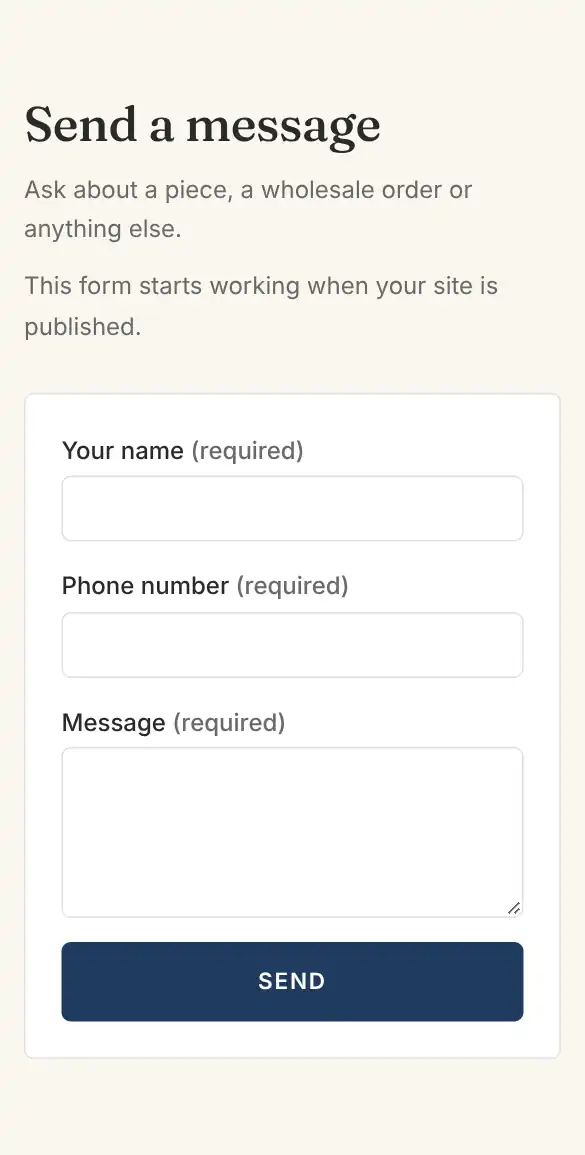 Send a message
Ask about a piece, a wholesale order or
anything else.
This form starts working when your site is
published.
Your name (required)
Phone number (required)
Message (required)
SEND